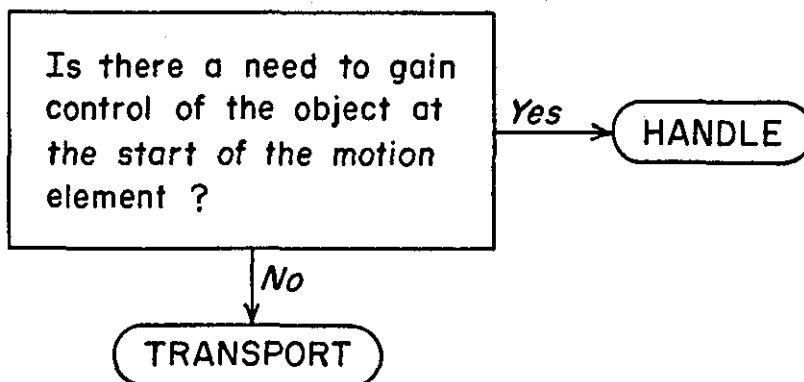 Is there a need to gain
control of the object at
the start of the motion
element ?
Yes
HANDLE
No
TRANSPORT